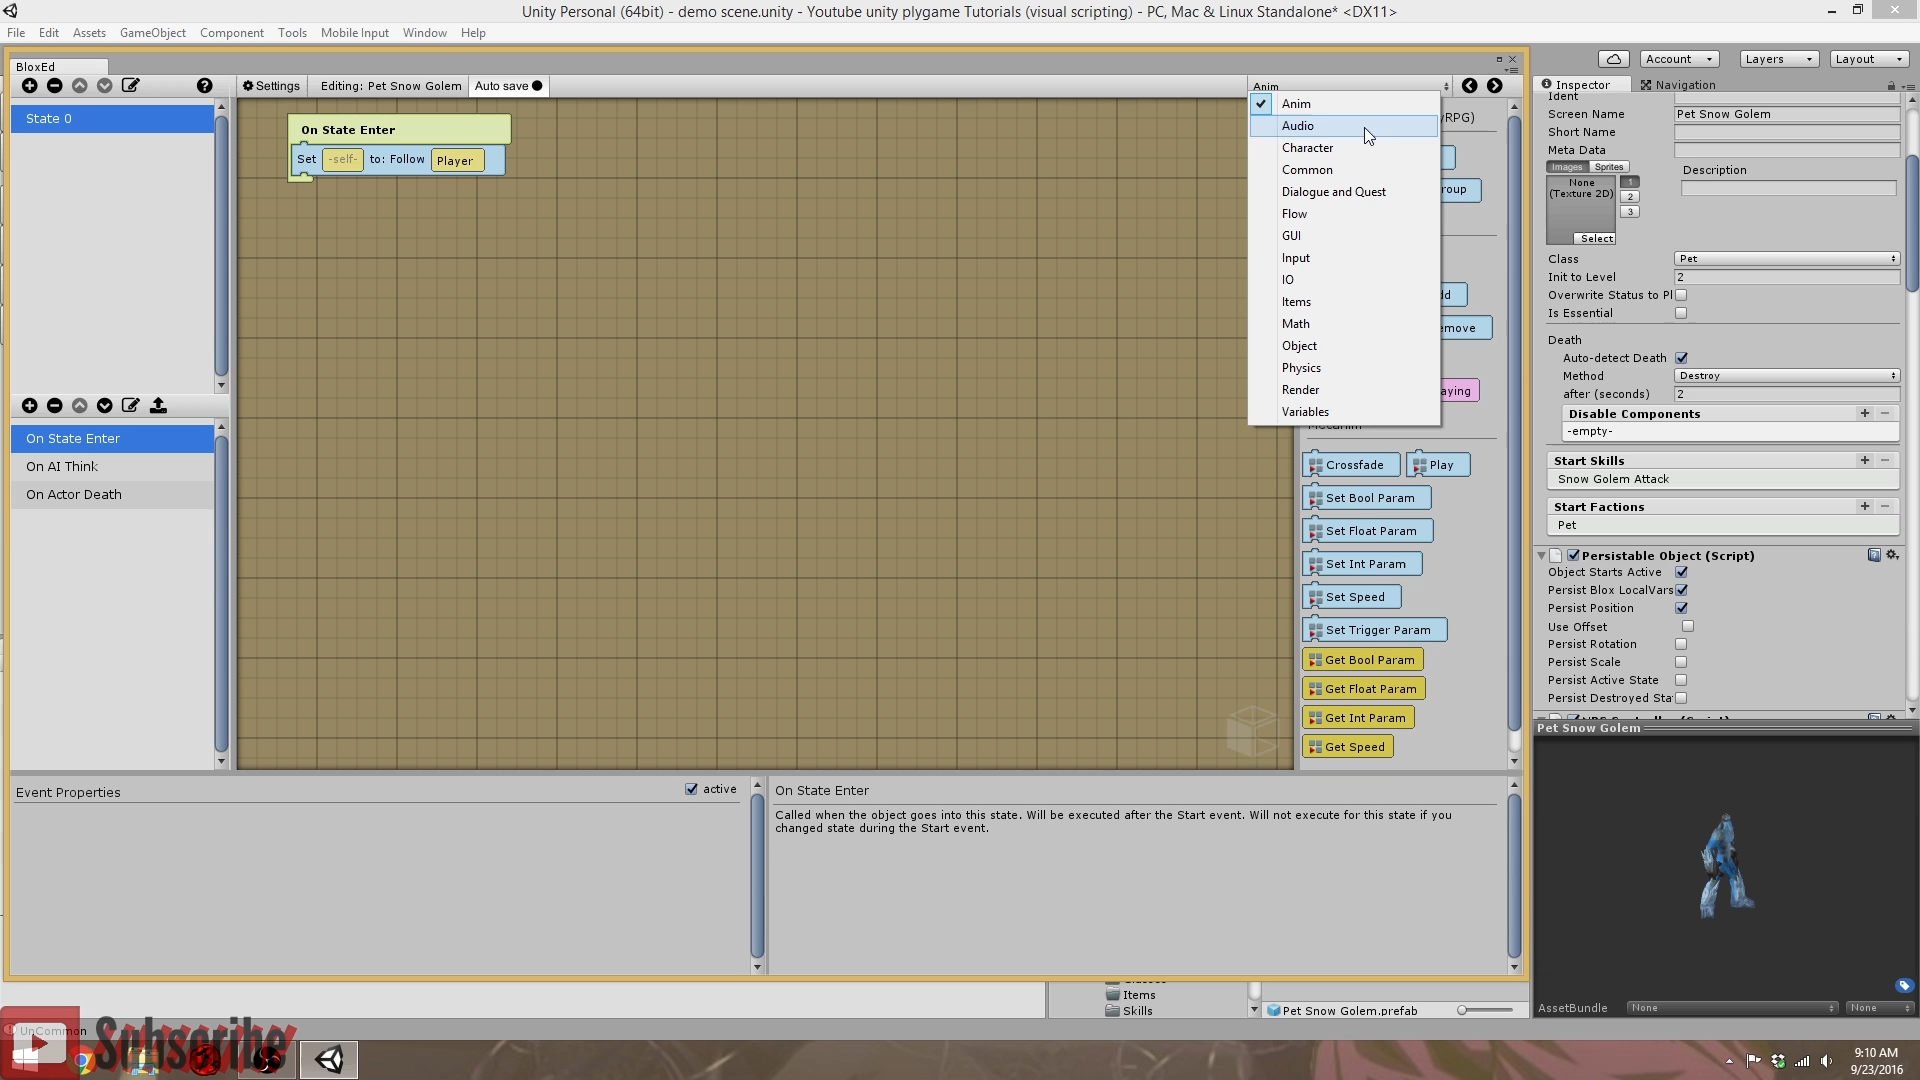 Unity Personal (64bit) - demo scene.unity - Youtube unity plygame Tutorials (visual scripting) - PC, Mac & Linux Standalone* <DX11>
File Edit Assets GameObject Component Tools Mobile Input Window Help
BloxEd
Settings Editing: Pet Snow Golem Auto save
Anim
Account Layers Layout
State 0
On State Enter
Set -self- to: Follow Player
Anim
Audio
Character
Common
Dialogue and Quest
Flow
GUI
Input
IO
Items
Math
Object
Physics
Render
Variables
Crossfade Play
Set Bool Param
Set Float Param
Set Int Param
Set Speed
Set Trigger Param
Get Bool Param
Get Float Param
Get Int Param
Get Speed
On State Enter
On AI Think
On Actor Death
Event Properties active
On State Enter
Called when the object goes into this state. Will be executed after the Start event. Will not execute for this state if you
changed state during the Start event.
Inspector Navigation
Ident
Screen Name Pet Snow Golem
Short Name
Meta Data
Images Sprites
Description
None
(Texture 2D)
1
2
3
Select
Class Pet
Init to Level 2
Overwrite Status to Pl
Is Essential
Death
Auto-detect Death
Method Destroy
after (seconds) 2
Disable Components
-empty-
Start Skills
Snow Golem Attack
Start Factions
Pet
Persistable Object (Script)
Object Starts Active
Persist Blox LocalVars
Persist Position
Use Offset
Persist Rotation
Persist Scale
Persist Active State
Persist Destroyed Sta
Pet Snow Golem
AssetBundle None None
Items
Skills
Pet Snow Golem.prefab
UnCommon
Subscribe
9:10 AM
9/23/2016